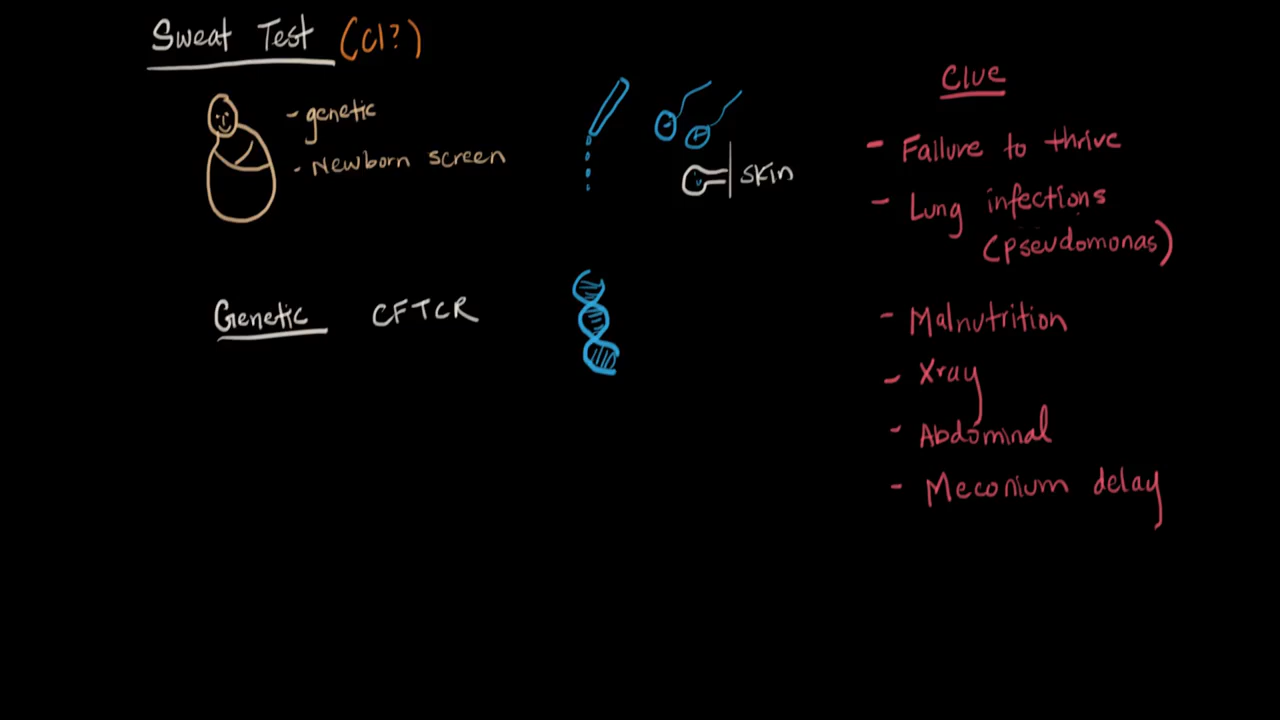 Sweat Test (Cl?)
- genetic
- Newborn screen
skin
Genetic CFTCR
Clue
- Failure to thrive
- Lung infections
(pseudomonas)
- Malnutrition
- Xray
- Abdominal
- Meconium delay